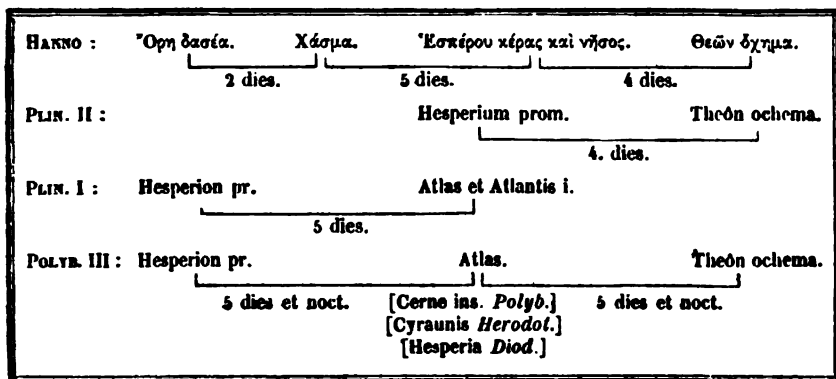 HANNO : Ὄρη δασέα. Χάσμα. Ἑσπέρου κέρας καὶ νῆσος. Θεῶν ὄχημα.
2 dies. 5 dies. 4 dies.
PLIN. II : Hesperium prom. Theôn ochema.
4. dies.
PLIN. I : Hesperion pr. Atlas et Atlantis i.
5 dies.
POLYB. III : Hesperion pr. Atlas. Theôn ochema.
5 dies et noct. [Cerne ins. Polyb.] 5 dies et noct.
[Cyraunis Herodot.]
[Hesperia Diod.]